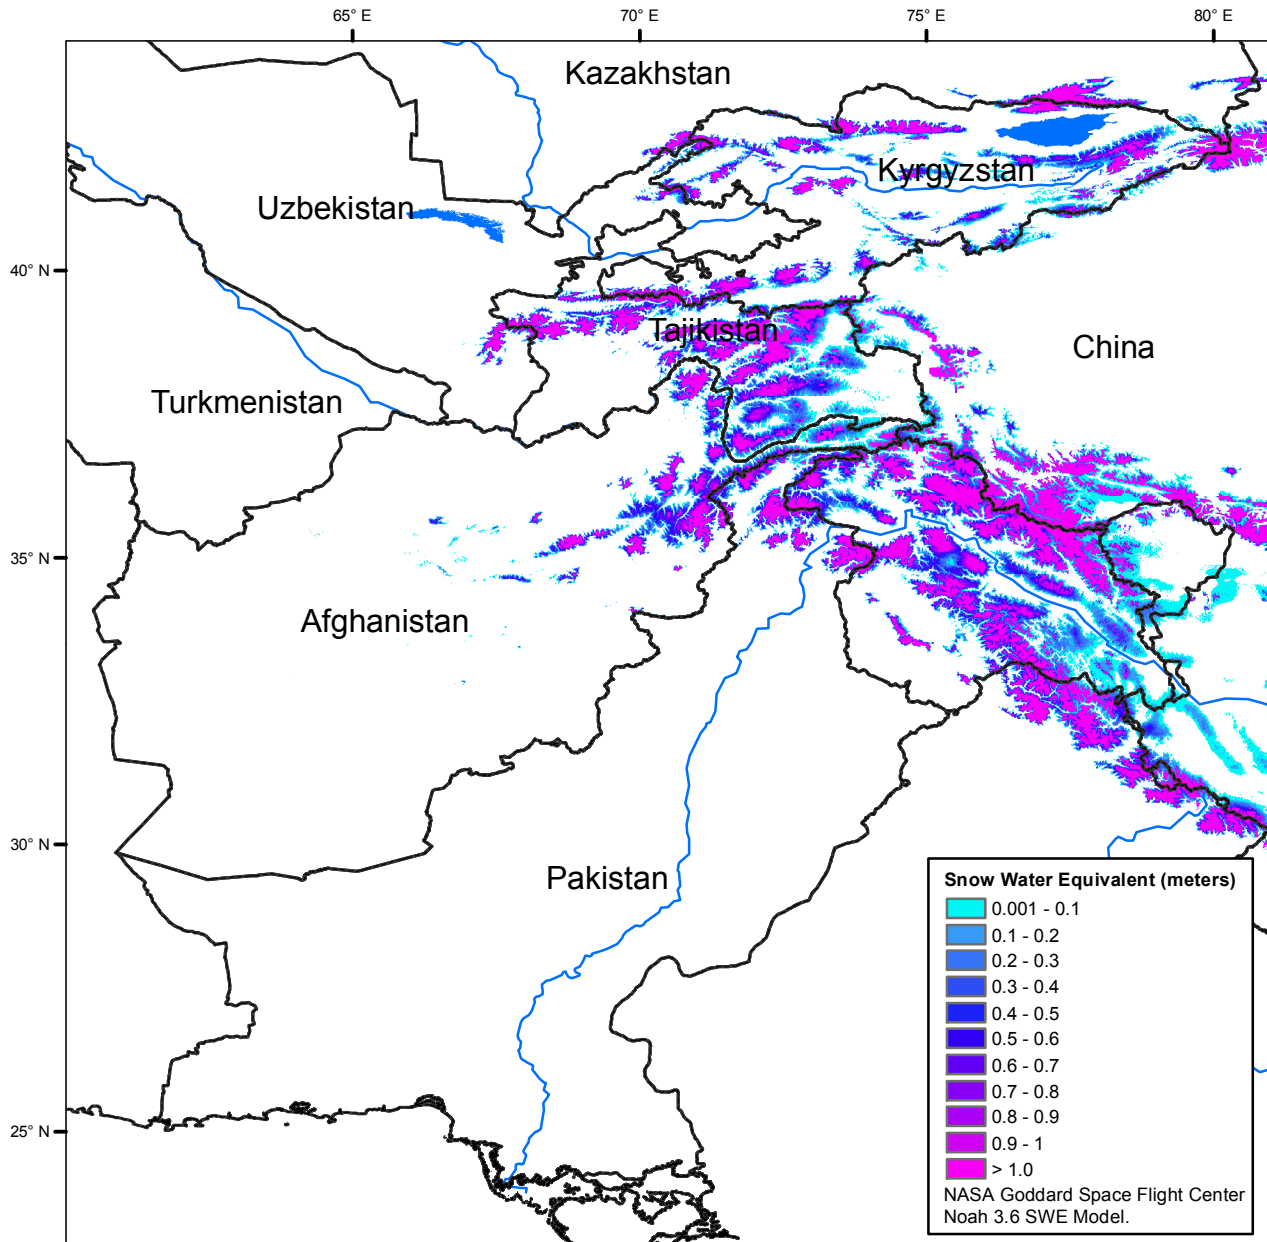 65° E
70° E
75° E
80° E
Kazakhstan
Kyrgyzstan
Uzbekistan
40° N
Tajikistan
China
Turkmenistan
35° N
Afghanistan
30° N
Pakistan
25° N
Snow Water Equivalent (meters)
0.001 - 0.1
0.1 - 0.2
0.2 - 0.3
0.3 - 0.4
0.4 - 0.5
0.5 - 0.6
0.6 - 0.7
0.7 - 0.8
0.8 - 0.9
0.9 - 1
> 1.0
NASA Goddard Space Flight Center
Noah 3.6 SWE Model.